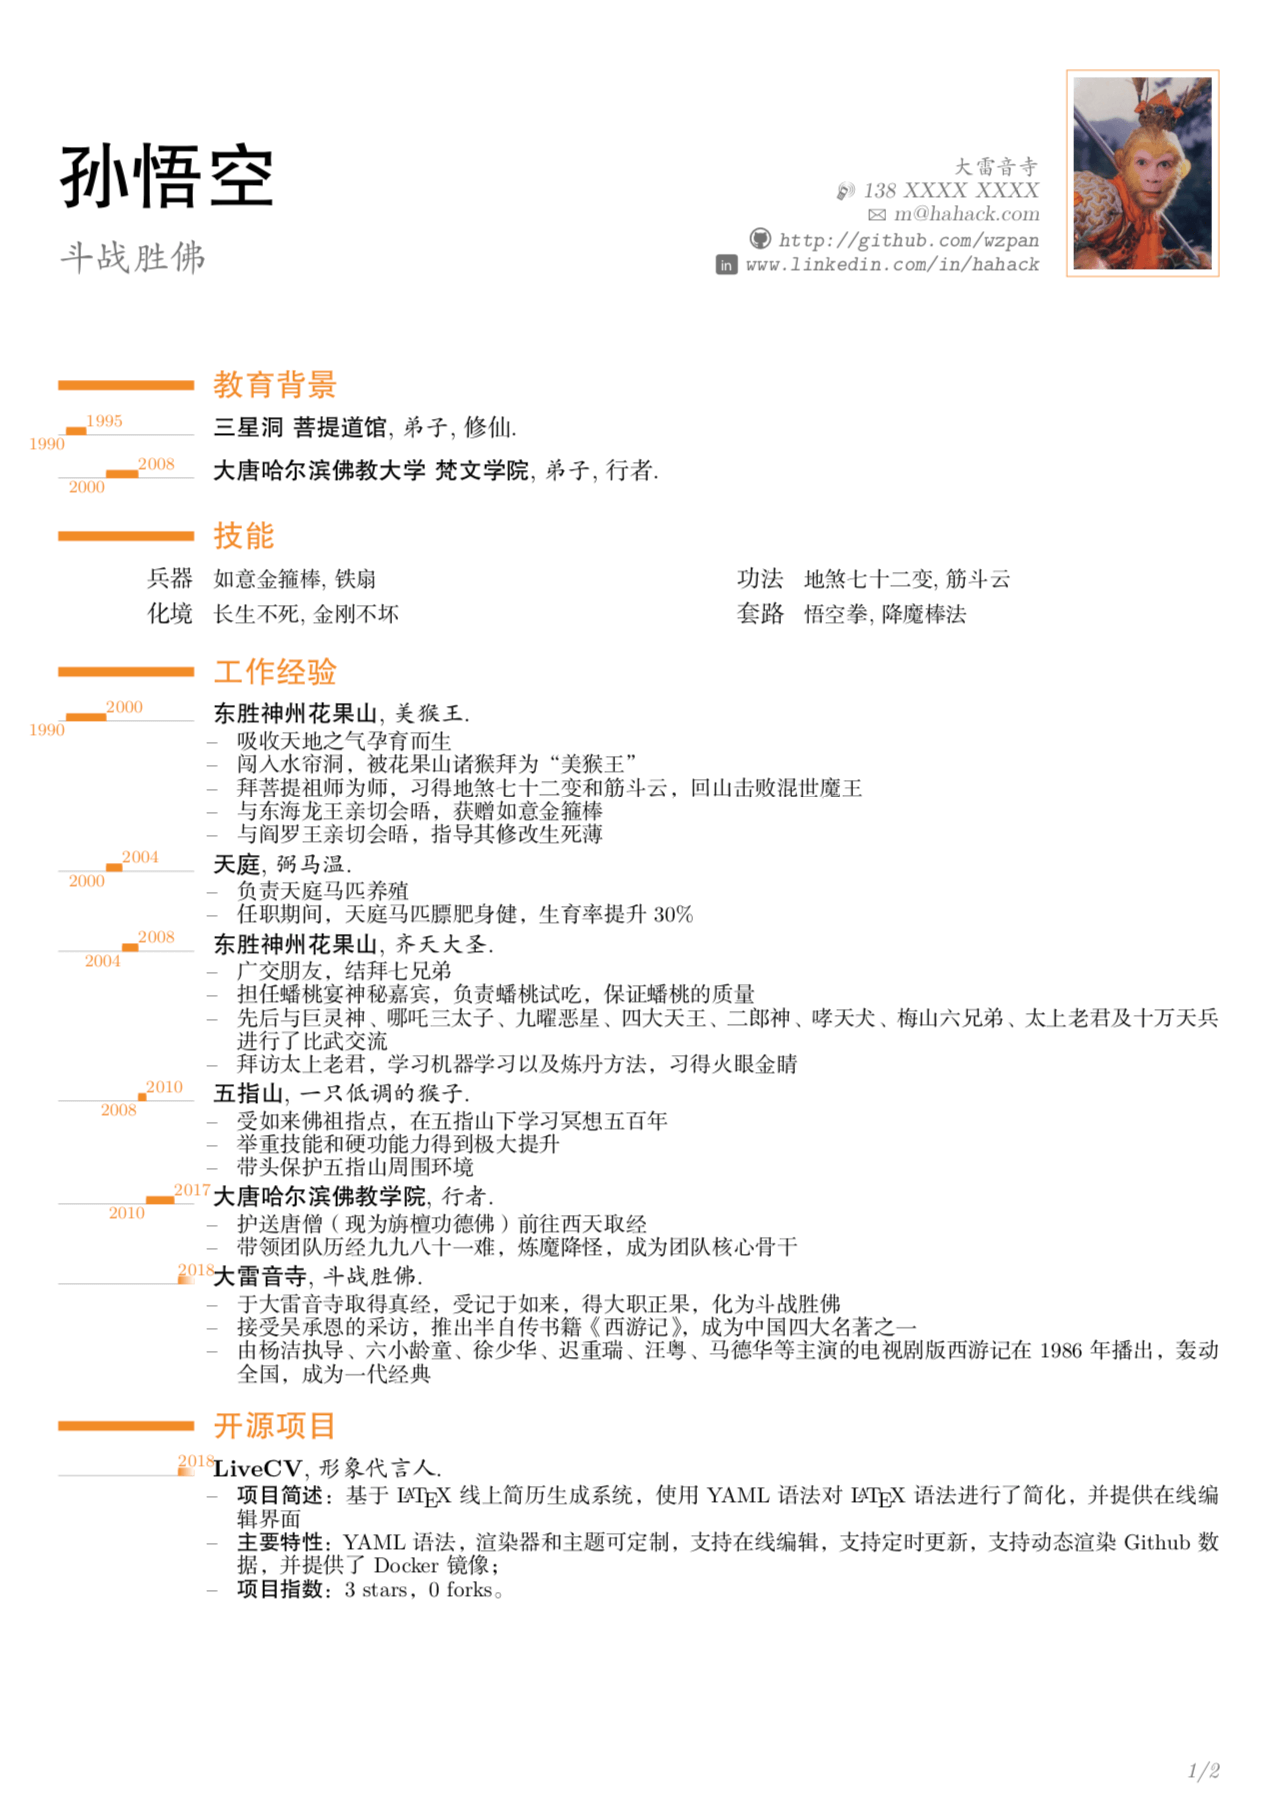 孙悟空
斗战胜佛
大雷音寺
138 XXXX XXXX
m@hahack.com
http://github.com/wzpan
in www.linkedin.com/in/hahack
教育背景
1990 1995 三星洞 菩提道馆, 弟子, 修仙.
2000 2008 大唐哈尔滨佛教大学 梵文学院, 弟子, 行者.
技能
兵器 如意金箍棒, 铁扇 功法 地煞七十二变, 筋斗云
化境 长生不死, 金刚不坏 套路 悟空拳, 降魔棒法
工作经验
1990 2000 东胜神州花果山, 美猴王.
– 吸收天地之气孕育而生
– 闯入水帘洞，被花果山诸猴拜为“美猴王”
– 拜菩提祖师为师，习得地煞七十二变和筋斗云，回山击败混世魔王
– 与东海龙王亲切会晤，获赠如意金箍棒
– 与阎罗王亲切会晤，指导其修改生死薄
2000 2004 天庭, 弼马温.
– 负责天庭马匹养殖
– 任职期间，天庭马匹膘肥身健，生育率提升 30%
2004 2008 东胜神州花果山, 齐天大圣.
– 广交朋友，结拜七兄弟
– 担任蟠桃宴神秘嘉宾，负责蟠桃试吃，保证蟠桃的质量
– 先后与巨灵神、哪吒三太子、九曜恶星、四大天王、二郎神、哮天犬、梅山六兄弟、太上老君及十万天兵
进行了比武交流
– 拜访太上老君，学习机器学习以及炼丹方法，习得火眼金睛
2008 2010 五指山, 一只低调的猴子.
– 受如来佛祖指点，在五指山下学习冥想五百年
– 举重技能和硬功能力得到极大提升
– 带头保护五指山周围环境
2010 2017 大唐哈尔滨佛教学院, 行者.
– 护送唐僧（现为旃檀功德佛）前往西天取经
– 带领团队历经九九八十一难，炼魔降怪，成为团队核心骨干
2018 大雷音寺, 斗战胜佛.
– 于大雷音寺取得真经，受记于如来，得大职正果，化为斗战胜佛
– 接受吴承恩的采访，推出半自传书籍《西游记》，成为中国四大名著之一
– 由杨洁执导、六小龄童、徐少华、迟重瑞、汪粤、马德华等主演的电视剧版西游记在 1986 年播出，轰动
全国，成为一代经典
开源项目
2018 LiveCV, 形象代言人.
– 项目简述：基于 LATEX 线上简历生成系统，使用 YAML 语法对 LATEX 语法进行了简化，并提供在线编
辑界面
– 主要特性：YAML 语法，渲染器和主题可定制，支持在线编辑，支持定时更新，支持动态渲染 Github 数
据，并提供了 Docker 镜像；
– 项目指数：3 stars，0 forks。
1/2